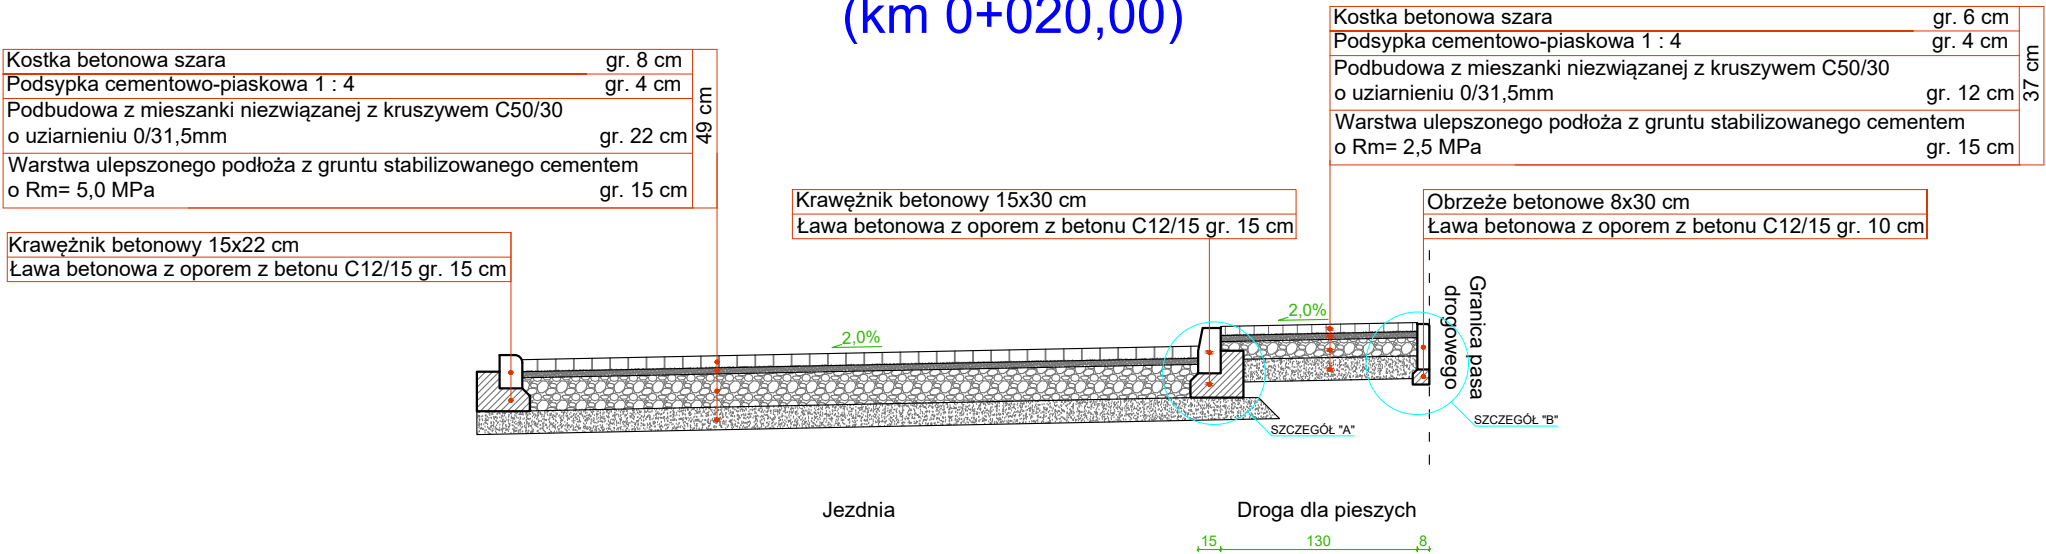 (km 0+020,00)
Kostka betonowa szara gr. 8 cm
Podsypka cementowo-piaskowa 1 : 4 gr. 4 cm
Podbudowa z mieszanki niezwiązanej z kruszywem C50/30
o uziarnieniu 0/31,5mm gr. 22 cm
Warstwa ulepszonego podłoża z gruntu stabilizowanego cementem
o Rm= 5,0 MPa gr. 15 cm
49 cm
Kostka betonowa szara gr. 6 cm
Podsypka cementowo-piaskowa 1 : 4 gr. 4 cm
Podbudowa z mieszanki niezwiązanej z kruszywem C50/30
o uziarnieniu 0/31,5mm gr. 12 cm
Warstwa ulepszonego podłoża z gruntu stabilizowanego cementem
o Rm= 2,5 MPa gr. 15 cm
37 cm
Krawężnik betonowy 15x22 cm
Ława betonowa z oporem z betonu C12/15 gr. 15 cm
Krawężnik betonowy 15x30 cm
Ława betonowa z oporem z betonu C12/15 gr. 15 cm
Obrzeże betonowe 8x30 cm
Ława betonowa z oporem z betonu C12/15 gr. 10 cm
Granica pasa
drogowego
2,0%
2,0%
SZCZEGÓŁ "A"
SZCZEGÓŁ "B"
Jezdnia
Droga dla pieszych
15 130 8